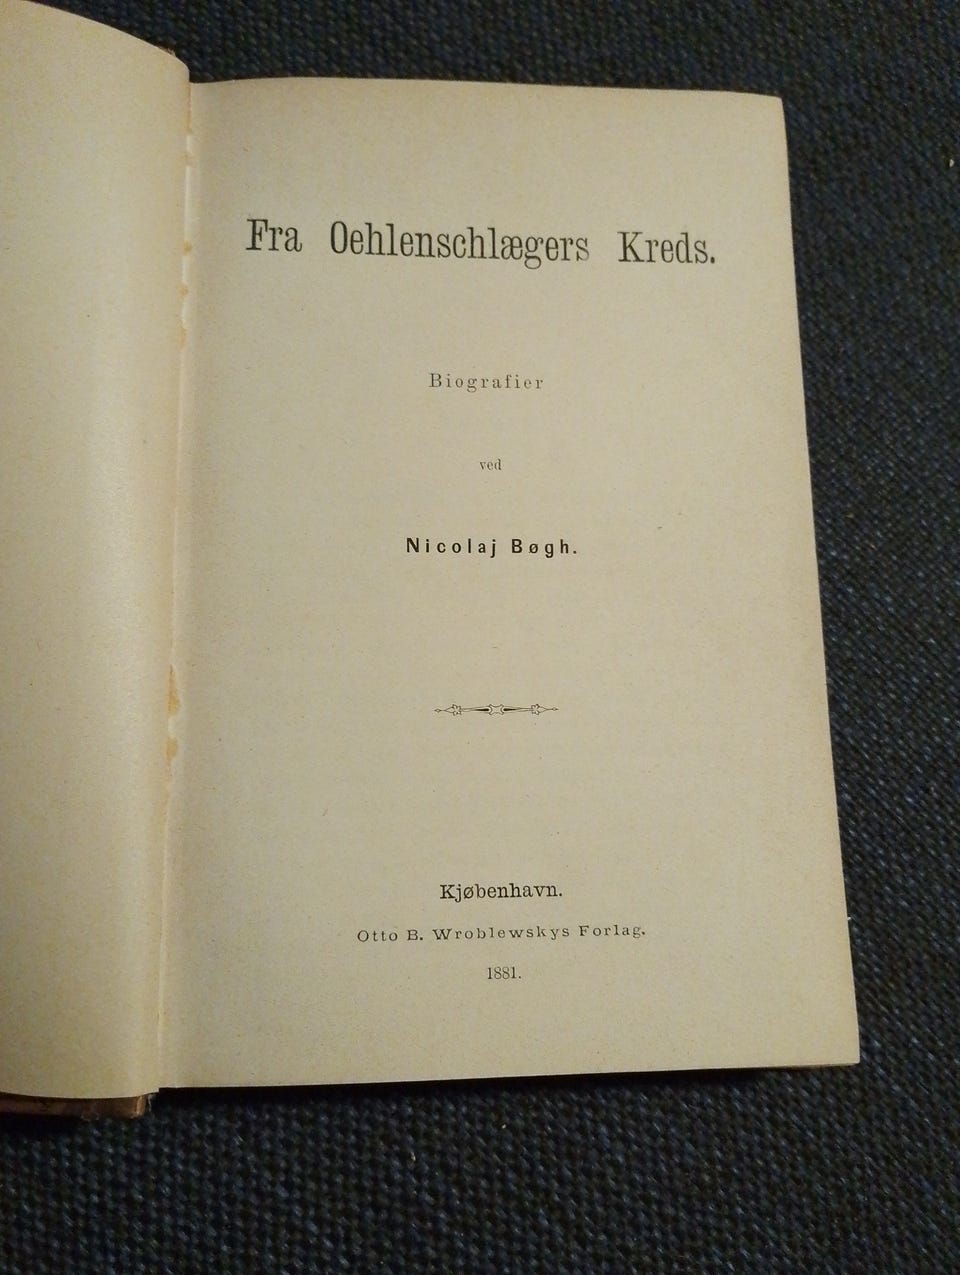 Fra Oehlenschlægers Kreds.
Biografier
ved
Nicolaj Bøgh.
Kjøbenhavn.
Otto B. Wroblewskys Forlag.
1881.